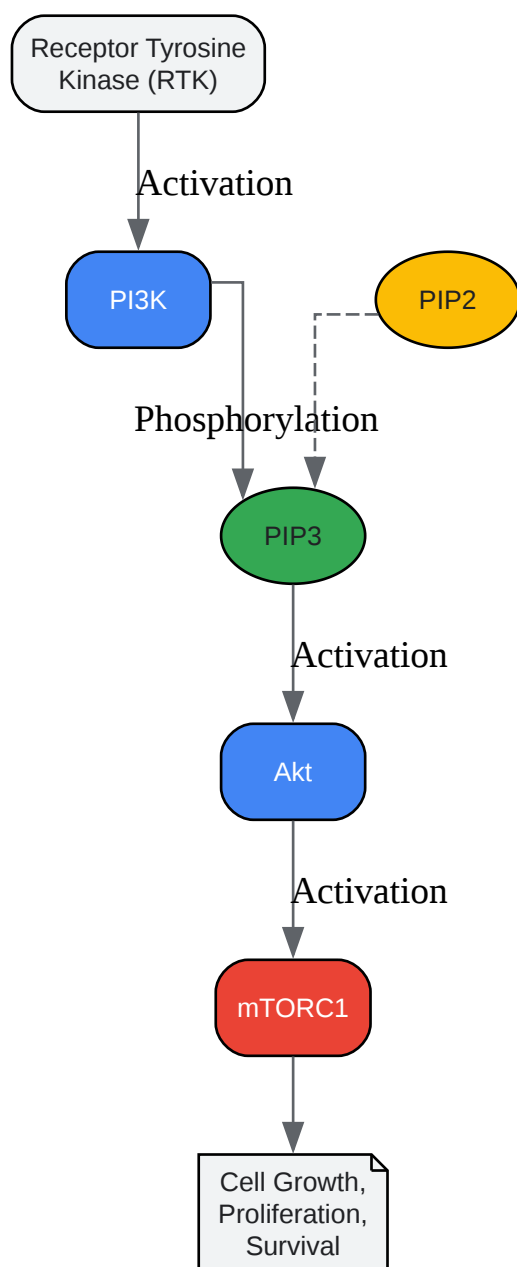 Receptor Tyrosine
Kinase (RTK)
Activation
PI3K
PIP2
Phosphorylation
PIP3
Activation
Akt
Activation
mTORC1
Cell Growth,
Proliferation,
Survival